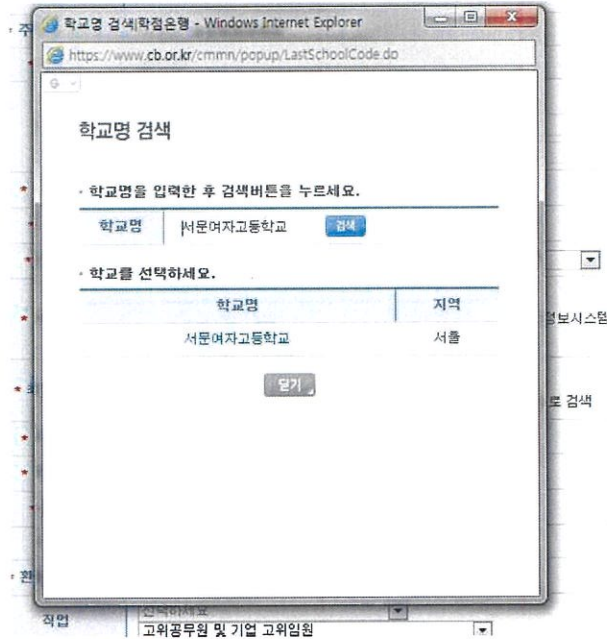 학교명 검색|학점은행 - Windows Internet Explorer
https://www.cb.or.kr/cmmn/popup/LastSchoolCode.do
학교명 검색
· 학교명을 입력한 후 검색버튼을 누르세요.
학교명 서문여자고등학교 검색
· 학교를 선택하세요.
학교명 지역
서문여자고등학교 서울
정보시스템
닫기
로 검색
직업 선택하세요
고위공무원 및 기업 고위임원